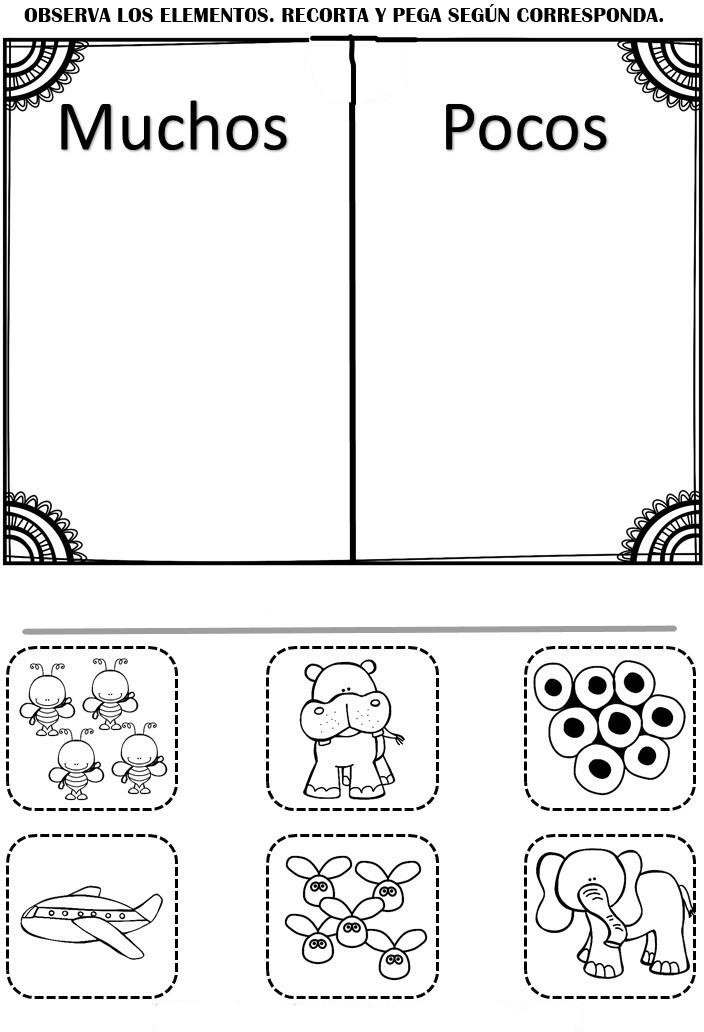 OBSERVA LOS ELEMENTOS. RECORTA Y PEGA SEGÚN CORRESPONDA.
Muchos
Pocos